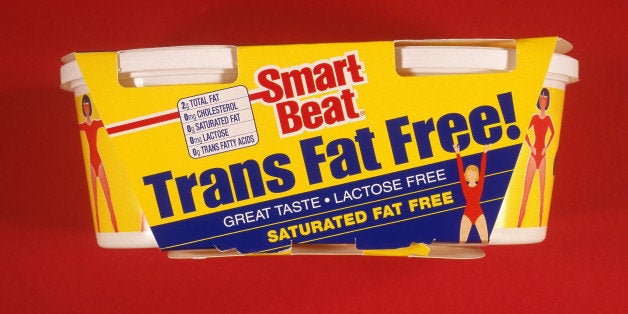 Smart
Beat®
2g TOTAL FAT
0mg CHOLESTEROL
0g SATURATED FAT
0mg LACTOSE
0g TRANS FATTY ACIDS
Trans Fat Free!
GREAT TASTE • LACTOSE FREE
SATURATED FAT FREE